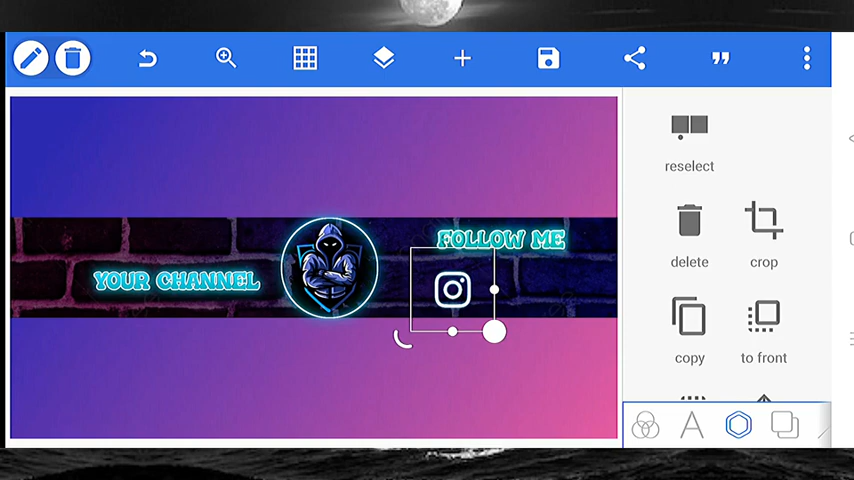 reselect
delete
crop
FOLLOW ME
YOUR CHANNEL
copy
to front